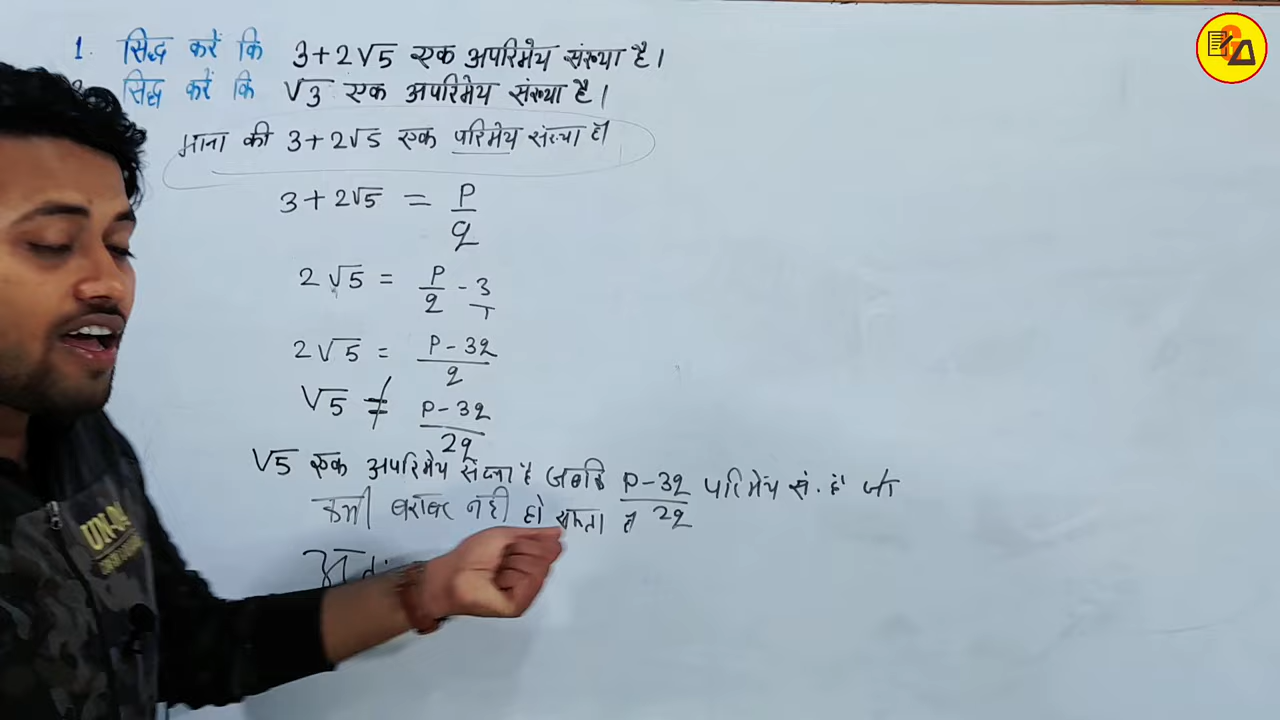 1. सिद्ध करें कि 3+2√5 एक अपरिमेय संख्या है।
सिद्ध करें कि √3 एक अपरिमेय संख्या है।
माना की 3+2√5 एक परिमेय संख्या है
3+2√5 = P/q
2√5 = P/q - 3/1
2√5 = P-3q/q
√5 ≠ P-3q/2q
√5 एक अपरिमेय संख्या है जबकि P-3q/2q परिमेय सं. है जो
कभी बराबर नही हो सकता है
अतः